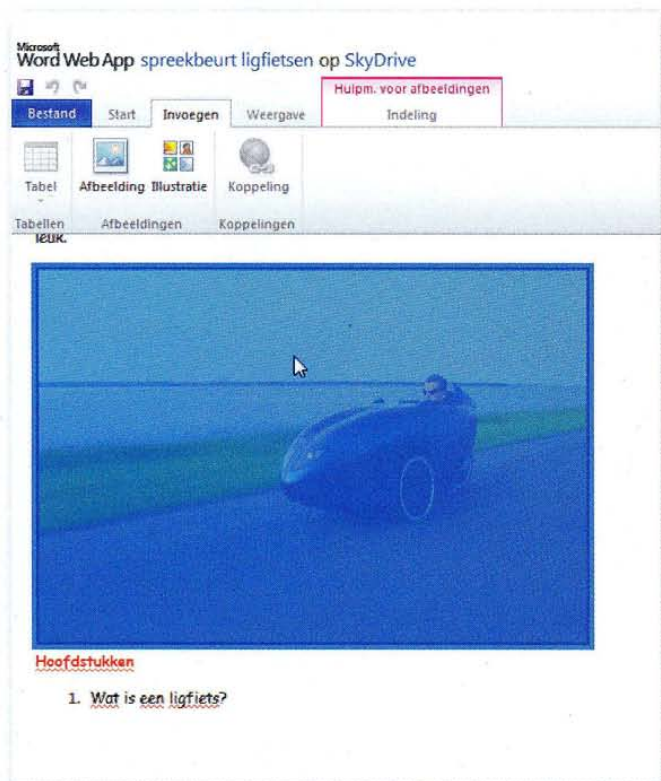 Microsoft
Word Web App spreekbeurt ligfietsen op SkyDrive
Hulpm. voor afbeeldingen
Bestand Start Invoegen Weergave Indeling
Tabel Afbeelding Illustratie Koppeling
Tabellen Afbeeldingen Koppelingen
leuk.
Hoofdstukken
1. Wat is een ligfiets?